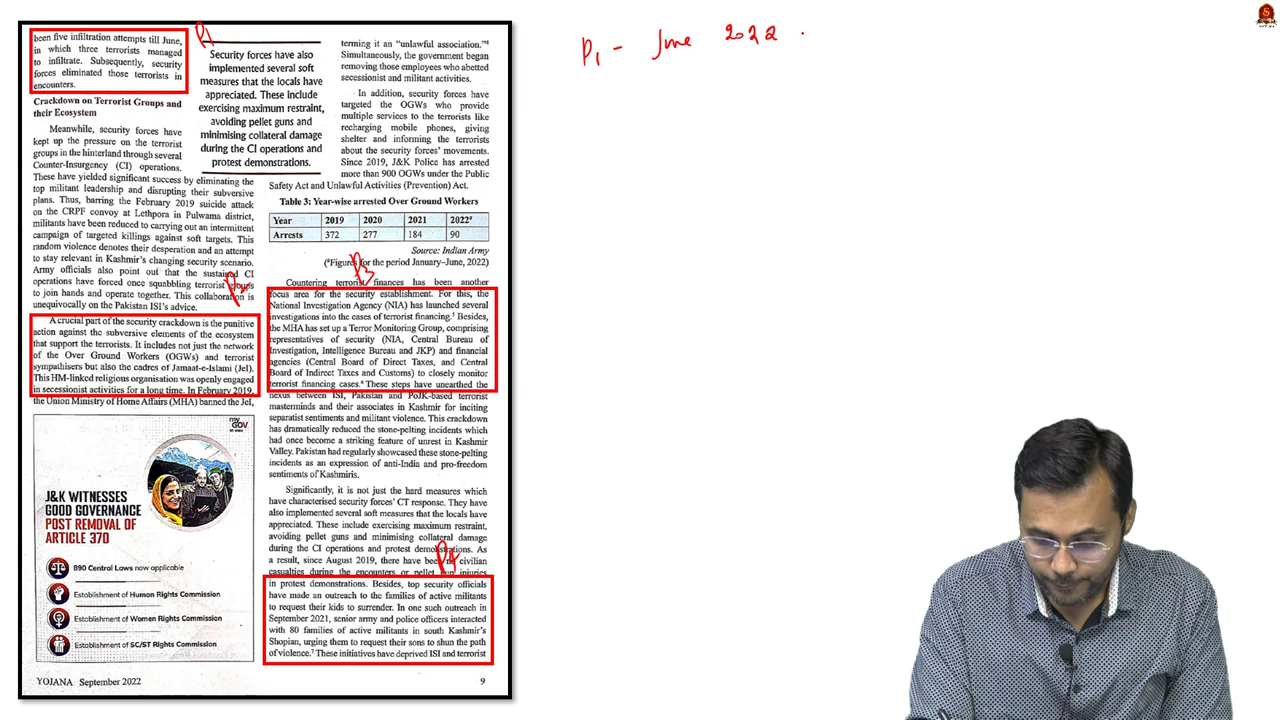 been five infiltration attempts till June,
in which three terrorists managed
to infiltrate. Subsequently, security
forces eliminated those terrorists in
encounters.
Crackdown on Terrorist Groups and
their Ecosystem
Meanwhile, security forces have
kept up the pressure on the terrorist
groups in the hinterland through several
Counter-Insurgency (CI) operations.
These have yielded significant success by eliminating the
top militant leadership and disrupting their subversive
plans. Thus, barring the February 2019 suicide attack
on the CRPF convoy at Lethpora in Pulwama district,
militants have been reduced to carrying out an intermittent
campaign of targeted killings against soft targets. This
random violence denotes their desperation and an attempt
to stay relevant in Kashmir's changing security scenario.
Army officials also point out that the sustained CI
operations have forced once squabbling terrorist groups
to join hands and operate together. This collaboration is
unequivocally on the Pakistan ISI's advice.
P2
A crucial part of the security crackdown is the punitive
action against the subversive elements of the ecosystem
that support the terrorists. It includes not just the network
of the Over Ground Workers (OGWs) and terrorist
sympathisers but also the cadres of Jamaat-e-Islami (JeI).
This HM-linked religious organisation was openly engaged
in secessionist activities for a long time. In February 2019,
the Union Ministry of Home Affairs (MHA) banned the JeI,
my
GOV
J&K WITNESSES
GOOD GOVERNANCE
POST REMOVAL OF
ARTICLE 370
890 Central Laws now applicable
Establishment of Human Rights Commission
Establishment of Women Rights Commission
Establishment of SC/ST Rights Commission
YOJANA September 2022
P1
Security forces have also
implemented several soft
measures that the locals have
appreciated. These include
exercising maximum restraint,
avoiding pellet guns and
minimising collateral damage
during the CI operations and
protest demonstrations.
terming it an "unlawful association."4
Simultaneously, the government began
removing those employees who abetted
secessionist and militant activities.
In addition, security forces have
targeted the OGWs who provide
multiple services to the terrorists like
recharging mobile phones, giving
shelter and informing the terrorists
about the security forces' movements.
Since 2019, J&K Police has arrested
more than 900 OGWs under the Public
Safety Act and Unlawful Activities (Prevention) Act.
Table 3: Year-wise arrested Over Ground Workers
Year 2019 2020 2021 2022#
Arrests 372 277 184 90
Source: Indian Army
(#Figures for the period January–June, 2022)
P3
Countering terrorist finances has been another
focus area for the security establishment. For this, the
National Investigation Agency (NIA) has launched several
investigations into the cases of terrorist financing.5 Besides,
the MHA has set up a Terror Monitoring Group, comprising
representatives of security (NIA, Central Bureau of
Investigation, Intelligence Bureau and JKP) and financial
agencies (Central Board of Direct Taxes, and Central
Board of Indirect Taxes and Customs) to closely monitor
terrorist financing cases.6 These steps have unearthed the
nexus between ISI, Pakistan and PoJK-based terrorist
masterminds and their associates in Kashmir for inciting
separatist sentiments and militant violence. This crackdown
has dramatically reduced the stone-pelting incidents which
had once become a striking feature of unrest in Kashmir
Valley. Pakistan had regularly showcased these stone-pelting
incidents as an expression of anti-India and pro-freedom
sentiments of Kashmiris.
Significantly, it is not just the hard measures which
have characterised security forces' CT response. They have
also implemented several soft measures that the locals have
appreciated. These include exercising maximum restraint,
avoiding pellet guns and minimising collateral damage
during the CI operations and protest demonstrations. As
a result, since August 2019, there have been no civilian
casualties during the encounters or pellet gun injuries
P4
in protest demonstrations. Besides, top security officials
have made an outreach to the families of active militants
to request their kids to surrender. In one such outreach in
September 2021, senior army and police officers interacted
with 80 families of active militants in south Kashmir's
Shopian, urging them to request their sons to shun the path
of violence.7 These initiatives have deprived ISI and terrorist
9
P1 - June 2022 .